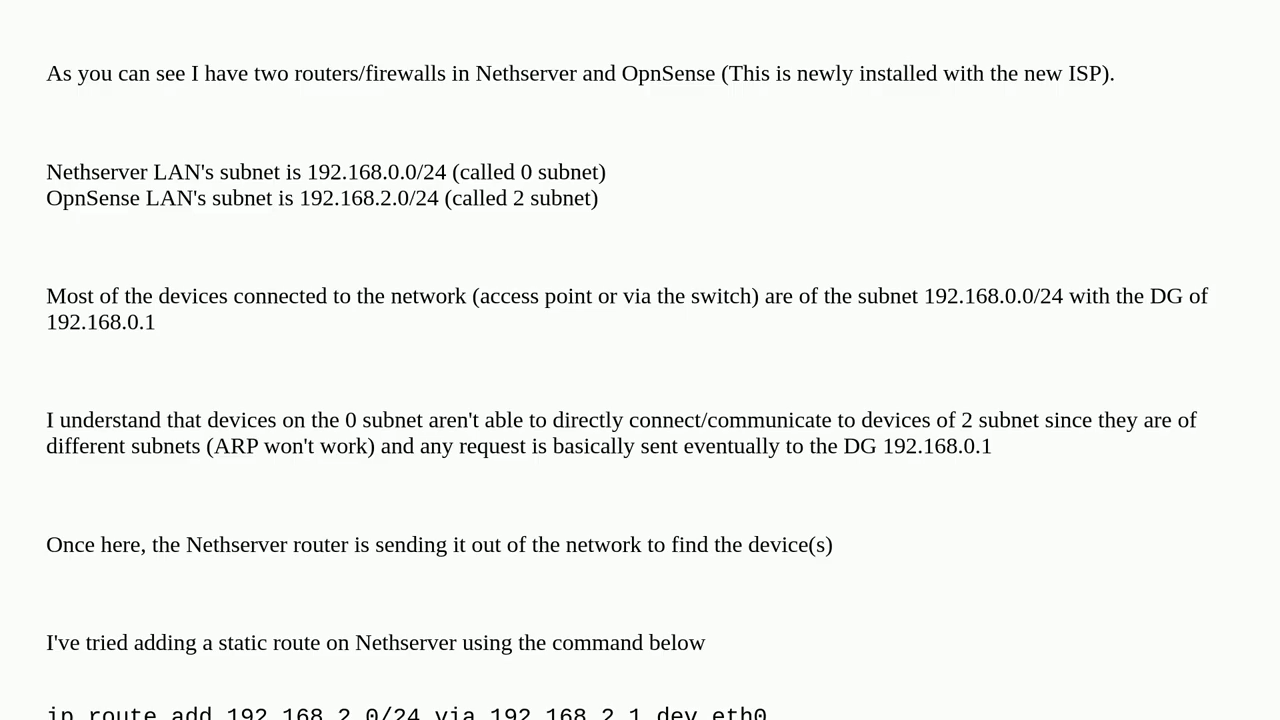 As you can see I have two routers/firewalls in Nethserver and OpnSense (This is newly installed with the new ISP).
Nethserver LAN's subnet is 192.168.0.0/24 (called 0 subnet)
OpnSense LAN's subnet is 192.168.2.0/24 (called 2 subnet)
Most of the devices connected to the network (access point or via the switch) are of the subnet 192.168.0.0/24 with the DG of
192.168.0.1
I understand that devices on the 0 subnet aren't able to directly connect/communicate to devices of 2 subnet since they are of
different subnets (ARP won't work) and any request is basically sent eventually to the DG 192.168.0.1
Once here, the Nethserver router is sending it out of the network to find the device(s)
I've tried adding a static route on Nethserver using the command below
ip route add 192.168.2.0/24 via 192.168.2.1 dev eth0